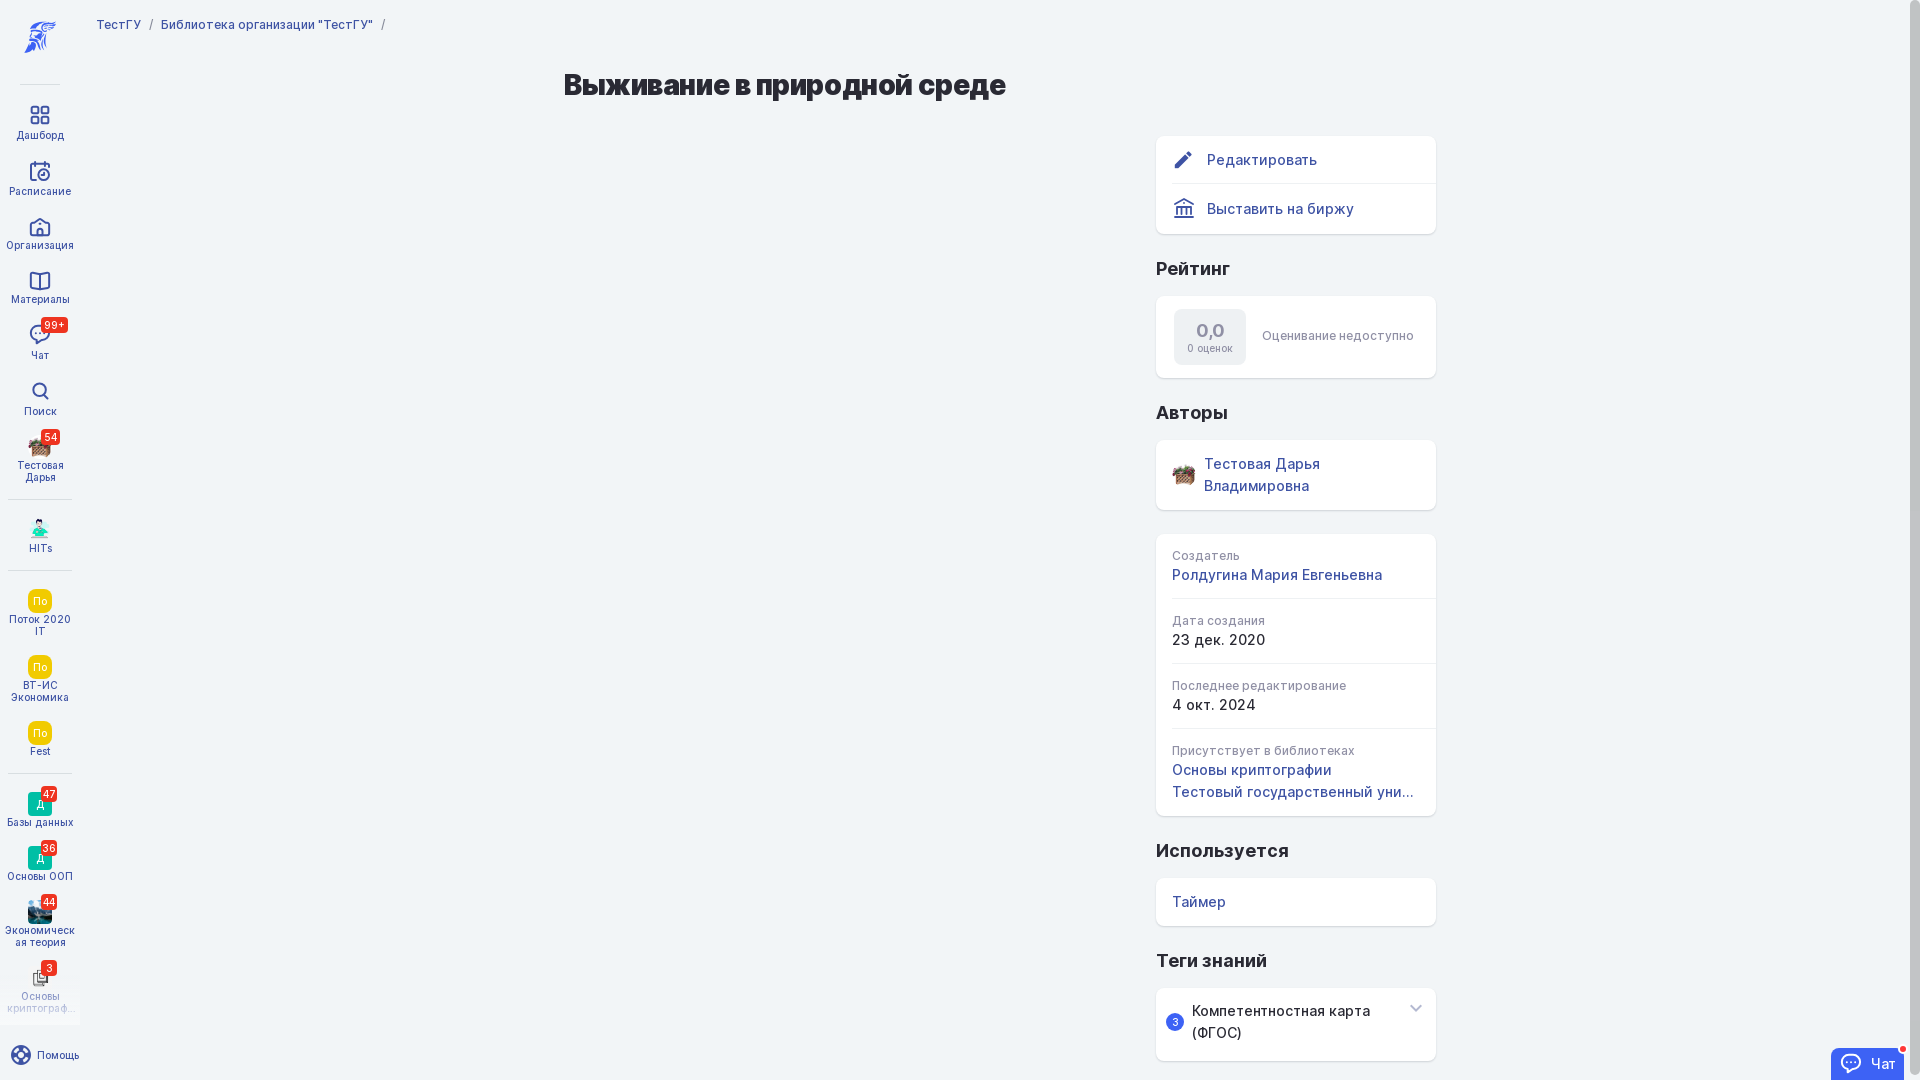 ТестГУ / Библиотека организации "ТестГУ" /
Выживание в природной среде
Дашборд
Расписание
Организация
Материалы
99+
Чат
Поиск
54
Тестовая
Дарья
HITs
По
Поток 2020
IT
По
ВТ-ИС
Экономика
По
Fest
47
Д
Базы данных
36
Д
Основы ООП
44
Экономическ
ая теория
3
Основы
криптограф...
Помощь
Редактировать
Выставить на биржу
Рейтинг
0,0
0 оценок
Оценивание недоступно
Авторы
Тестовая Дарья
Владимировна
Создатель
Ролдугина Мария Евгеньевна
Дата создания
23 дек. 2020
Последнее редактирование
4 окт. 2024
Присутствует в библиотеках
Основы криптографии
Тестовый государственный уни...
Используется
Таймер
Теги знаний
3
Компетентностная карта
(ФГОС)
Чат